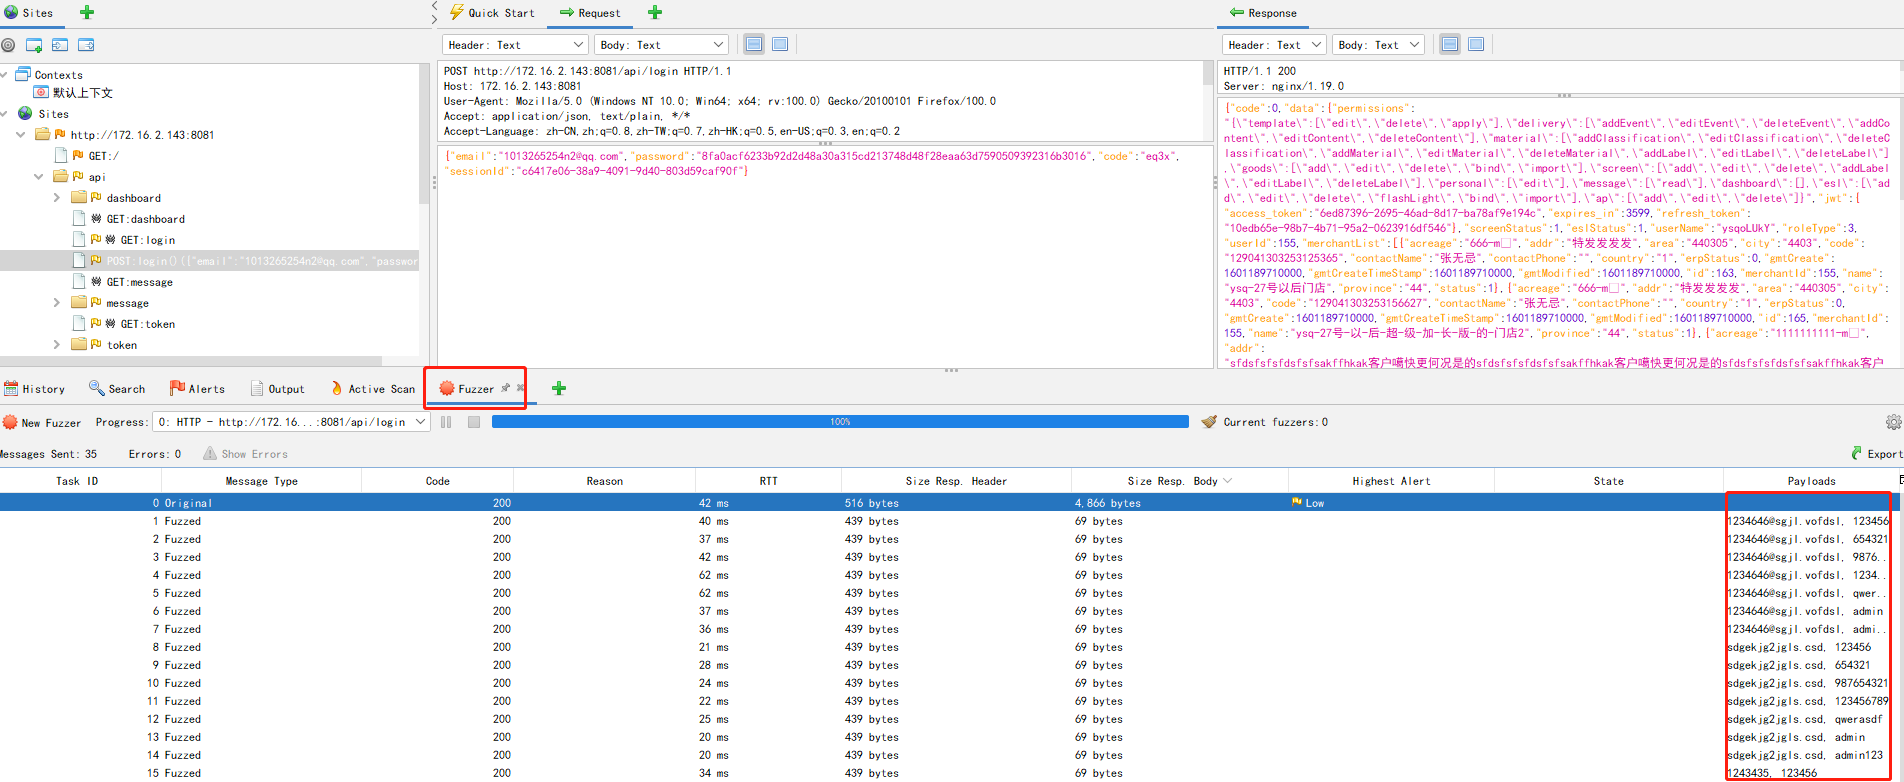 Sites
Quick Start
Request
Response
Header: Text
Body: Text
Header: Text
Body: Text
Contexts
默认上下文
Sites
http://172.16.2.143:8081
GET:/
api
dashboard
GET:dashboard
GET:login
POST:login()({"email":"1013265254n2@qq.com","passwor
GET:message
message
GET:token
token
POST http://172.16.2.143:8081/api/login HTTP/1.1
Host: 172.16.2.143:8081
User-Agent: Mozilla/5.0 (Windows NT 10.0; Win64; x64; rv:100.0) Gecko/20100101 Firefox/100.0
Accept: application/json, text/plain, */*
Accept-Language: zh-CN,zh;q=0.8,zh-TW;q=0.7,zh-HK;q=0.5,en-US;q=0.3,en;q=0.2
{"email":"1013265254n2@qq.com","password":"8fa0acf6233b92d2d48a30a315cd213748d48f28eaa63d7590509392316b3016","code":"eq3x",
"sessionId":"c6417e06-38a9-4091-9d40-803d59caf90f"}
HTTP/1.1 200
Server: nginx/1.19.0
{"code":0,"data":{"permissions":
"[\"template\":[\"edit\",\"delete\",\"apply\"],\"delivery\":[\"addEvent\",\"editEvent\",\"deleteEvent\",\"addCo
ntent\",\"editContent\",\"deleteContent\"],\"material\":[\"addClassification\",\"editClassification\",\"deleteC
lassification\",\"addMaterial\",\"editMaterial\",\"deleteMaterial\",\"addLabel\",\"editLabel\",\"deleteLabel\"]
,\"goods\":[\"add\",\"edit\",\"delete\",\"bind\",\"import\"],\"screen\":[\"add\",\"edit\",\"delete\",\"addLabel
\",\"editLabel\",\"deleteLabel\"],\"personal\":[\"edit\"],\"message\":[\"read\"],\"dashboard\":[],\"esl\":[\"ad
d\",\"edit\",\"delete\",\"flashLight\",\"bind\",\"import\"],\"ap\":[\"add\",\"edit\",\"delete\"]}","jwt":{
"access_token":"6ed87396-2695-46ad-8d17-ba78af9e194c","expires_in":3599,"refresh_token":
"10edb65e-98b7-4b71-95a2-0623916df546"},"screenStatus":1,"eslStatus":1,"userName":"ysqoLUkY","roleType":3,
"userId":155,"merchantList":[{"acreage":"666-m□","addr":"特发发发发发","area":"440305","city":"4403","code":
"129041303253125365","contactName":"张无忌","contactPhone":"","country":"1","erpStatus":0,"gmtCreate":
1601189710000,"gmtCreateTimeStamp":1601189710000,"gmtModified":1601189710000,"id":163,"merchantId":155,"name":
"ysq-27号以后门店","province":"44","status":1},{"acreage":"666-m□","addr":"特发发发发发","area":"440305","city":
"4403","code":"129041303253156627","contactName":"张无忌","contactPhone":"","country":"1","erpStatus":0,
"gmtCreate":1601189710000,"gmtCreateTimeStamp":1601189710000,"gmtModified":1601189710000,"id":165,"merchantId":
155,"name":"ysq-27号-以-后-超-级-加-长-版-的-门店2","province":"44","status":1},{"acreage":"1111111111-m□",
"addr":
"sfdsfsfsfdsfsfsakffhkak客户噶快更何况是的sfdsfsfsfdsfsfsakffhkak客户噶快更何况是的sfdsfsfsfdsfsfsakffhkak客户
History
Search
Alerts
Output
Active Scan
Fuzzer
New Fuzzer
Progress:
0: HTTP - http://172.16...:8081/api/login
100%
Current fuzzers:0
Messages Sent: 35
Errors: 0
Show Errors
Export
Task ID Message Type Code Reason RTT Size Resp. Header Size Resp. Body Highest Alert State Payloads
0 Original 200 42 ms 516 bytes 4,866 bytes Low
1 Fuzzed 200 40 ms 439 bytes 69 bytes 1234646@sgjl.vofdsl, 123456
2 Fuzzed 200 37 ms 439 bytes 69 bytes 1234646@sgjl.vofdsl, 654321
3 Fuzzed 200 42 ms 439 bytes 69 bytes 1234646@sgjl.vofdsl, 9876..
4 Fuzzed 200 62 ms 439 bytes 69 bytes 1234646@sgjl.vofdsl, 1234..
5 Fuzzed 200 62 ms 439 bytes 69 bytes 1234646@sgjl.vofdsl, qwer..
6 Fuzzed 200 37 ms 439 bytes 69 bytes 1234646@sgjl.vofdsl, admin
7 Fuzzed 200 36 ms 439 bytes 69 bytes 1234646@sgjl.vofdsl, admi..
8 Fuzzed 200 21 ms 439 bytes 69 bytes sdgekjg2jgls.csd, 123456
9 Fuzzed 200 28 ms 439 bytes 69 bytes sdgekjg2jgls.csd, 654321
10 Fuzzed 200 24 ms 439 bytes 69 bytes sdgekjg2jgls.csd, 987654321
11 Fuzzed 200 22 ms 439 bytes 69 bytes sdgekjg2jgls.csd, 123456789
12 Fuzzed 200 25 ms 439 bytes 69 bytes sdgekjg2jgls.csd, qwerasdf
13 Fuzzed 200 20 ms 439 bytes 69 bytes sdgekjg2jgls.csd, admin
14 Fuzzed 200 20 ms 439 bytes 69 bytes sdgekjg2jgls.csd, admin123
15 Fuzzed 200 34 ms 439 bytes 69 bytes 1243435, 123456